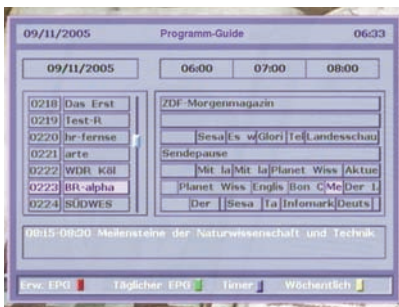 09/11/2005 Programm-Guide 06:33
09/11/2005 06:00 07:00 08:00
0218 Das Erst ZDF-Morgenmagazin
0219 Test-R
0220 hr-fernse Sesa Es w Glori Tel Landesschau
0221 arte Sendepause
0222 WDR Köl Mit la Mit la Planet Wiss Aktue
0223 BR-alpha Planet Wiss Englis Bon C Me Der L
0224 SÜDWES Der Sesa Ta Infomark Deuts
08:15-08:30 Meilensteine der Naturwissenschaft und Technik
Erw. EPG Täglicher EPG Timer Wöchentlich